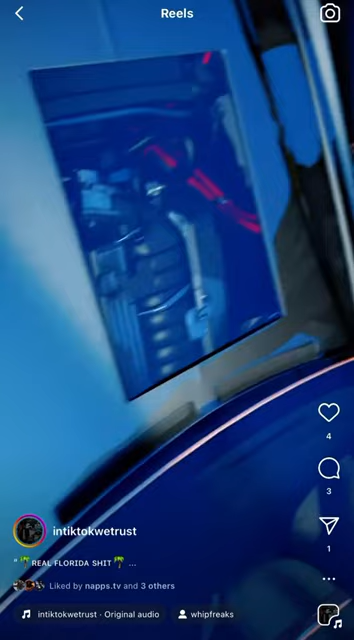 Reels
4
3
1
intiktokwetrust
"🌴REAL FLORIDA SHIT🌴 ...
Liked by napps.tv and 3 others
intiktokwetrust · Original audio
whipfreaks